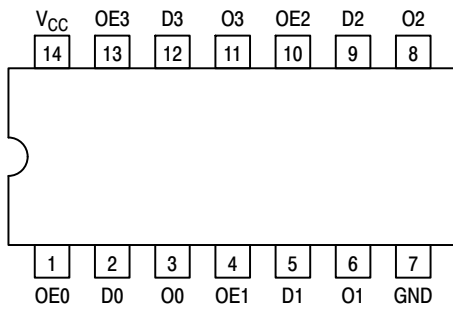 V_CC OE3 D3 O3 OE2 D2 O2
14 13 12 11 10 9 8
1 2 3 4 5 6 7
OE0 D0 O0 OE1 D1 O1 GND